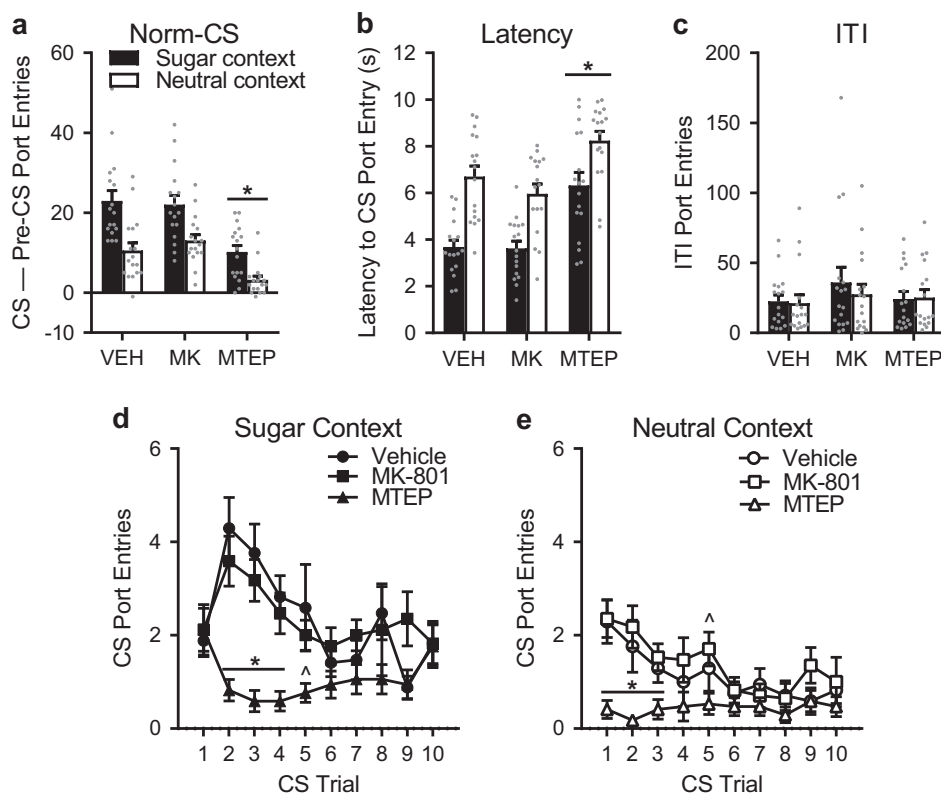 a Norm-CS
Sugar context
Neutral context
CS — Pre-CS Port Entries
60
40
20
0
-10
*
VEH MK MTEP
b Latency
Latency to CS Port Entry (s)
12
10
8
6
4
2
0
*
VEH MK MTEP
c ITI
ITI Port Entries
200
150
100
50
0
VEH MK MTEP
d Sugar Context
Vehicle
MK-801
MTEP
CS Port Entries
6
4
2
0
* ^
1 2 3 4 5 6 7 8 9 10
CS Trial
e Neutral Context
Vehicle
MK-801
MTEP
CS Port Entries
6
4
2
0
^
*
1 2 3 4 5 6 7 8 9 10
CS Trial